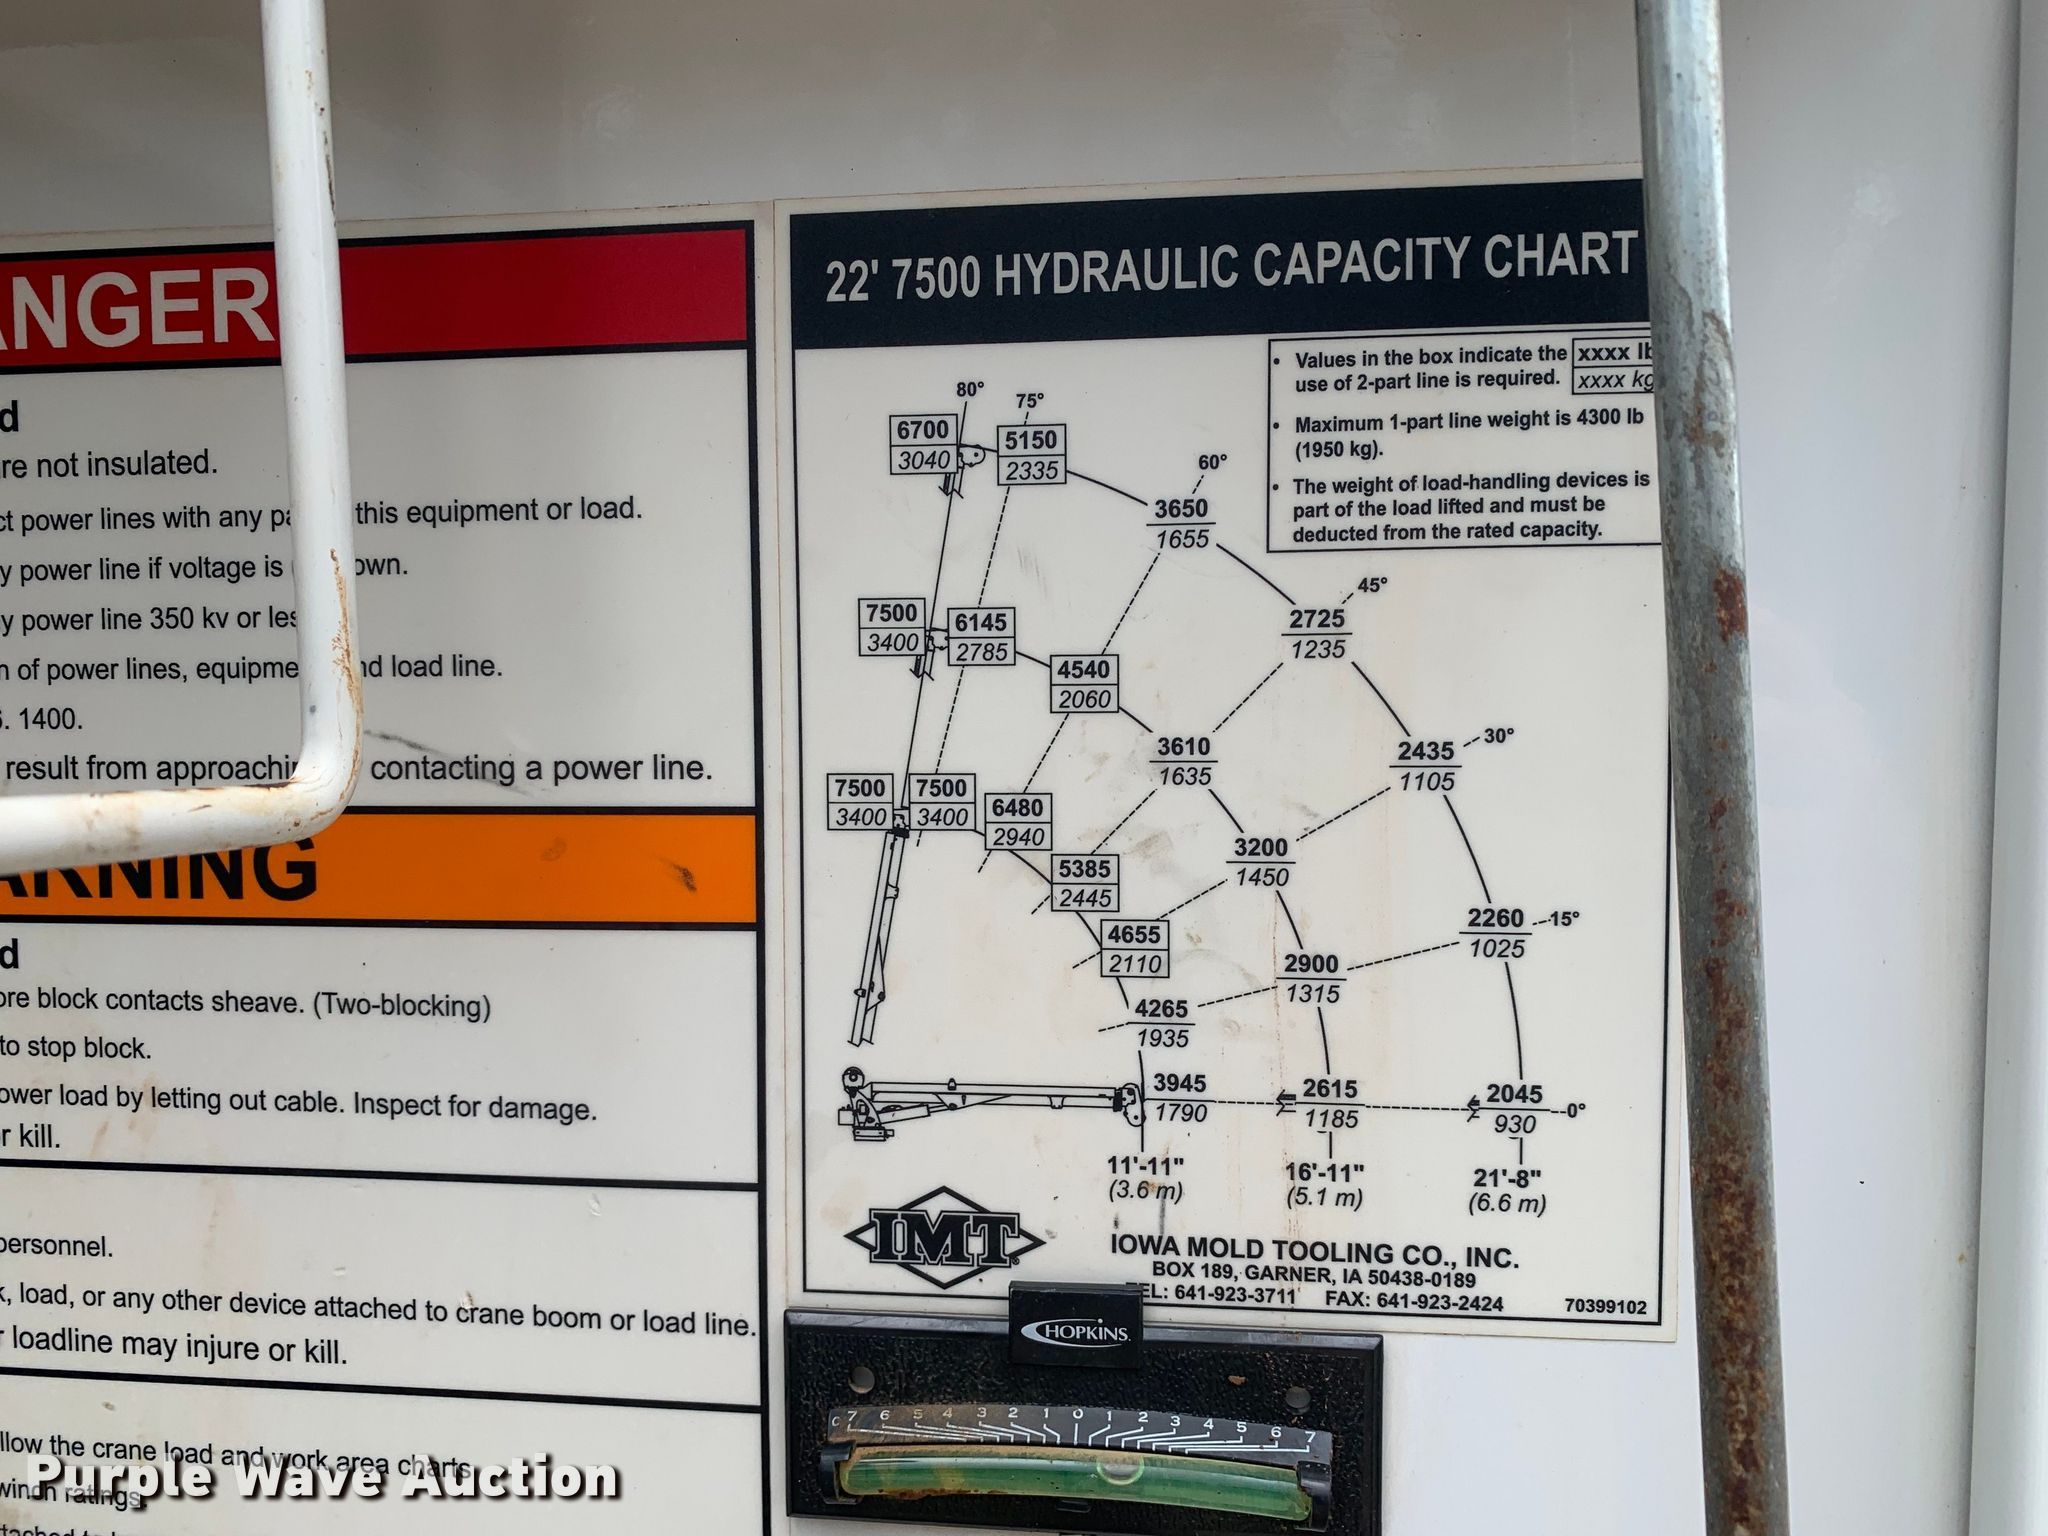 ANGER
d
re not insulated.
ct power lines with any this equipment or load.
y power line if voltage is
y power line 350 kv or les
n of power lines, equipme nd load line.
6. 1400.
result from approachin contacting a power line.
ARNING
d
ore block contacts sheave. (Two-blocking)
to stop block.
ower load by letting out cable. Inspect for damage.
r kill.
personnel.
k, load, or any other device attached to crane boom or load line.
r loadline may injure or kill.
llow the crane load and work area charts
winch ratings.
22' 7500 HYDRAULIC CAPACITY CHART
• Values in the box indicate the xxxx lb
use of 2-part line is required. xxxx kg
• Maximum 1-part line weight is 4300 lb
(1950 kg).
• The weight of load-handling devices is
part of the load lifted and must be
deducted from the rated capacity.
80°
75°
60°
45°
30°
15°
0°
6700
3040
5150
2335
3650
1655
2725
1235
2435
1105
2260
1025
2045
930
7500
3400
6145
2785
4540
2060
3610
1635
3200
1450
2900
1315
2615
1185
7500
3400
7500
3400
6480
2940
5385
2445
4655
2110
4265
1935
3945
1790
11'-11"
(3.6 m)
16'-11"
(5.1 m)
21'-8"
(6.6 m)
IMT
IOWA MOLD TOOLING CO., INC.
BOX 189, GARNER, IA 50438-0189
EL: 641-923-3711 FAX: 641-923-2424
70399102
HOPKINS
7 6 5 4 3 2 1 0 1 2 3 4 5 6 7
Purple Wave Auction